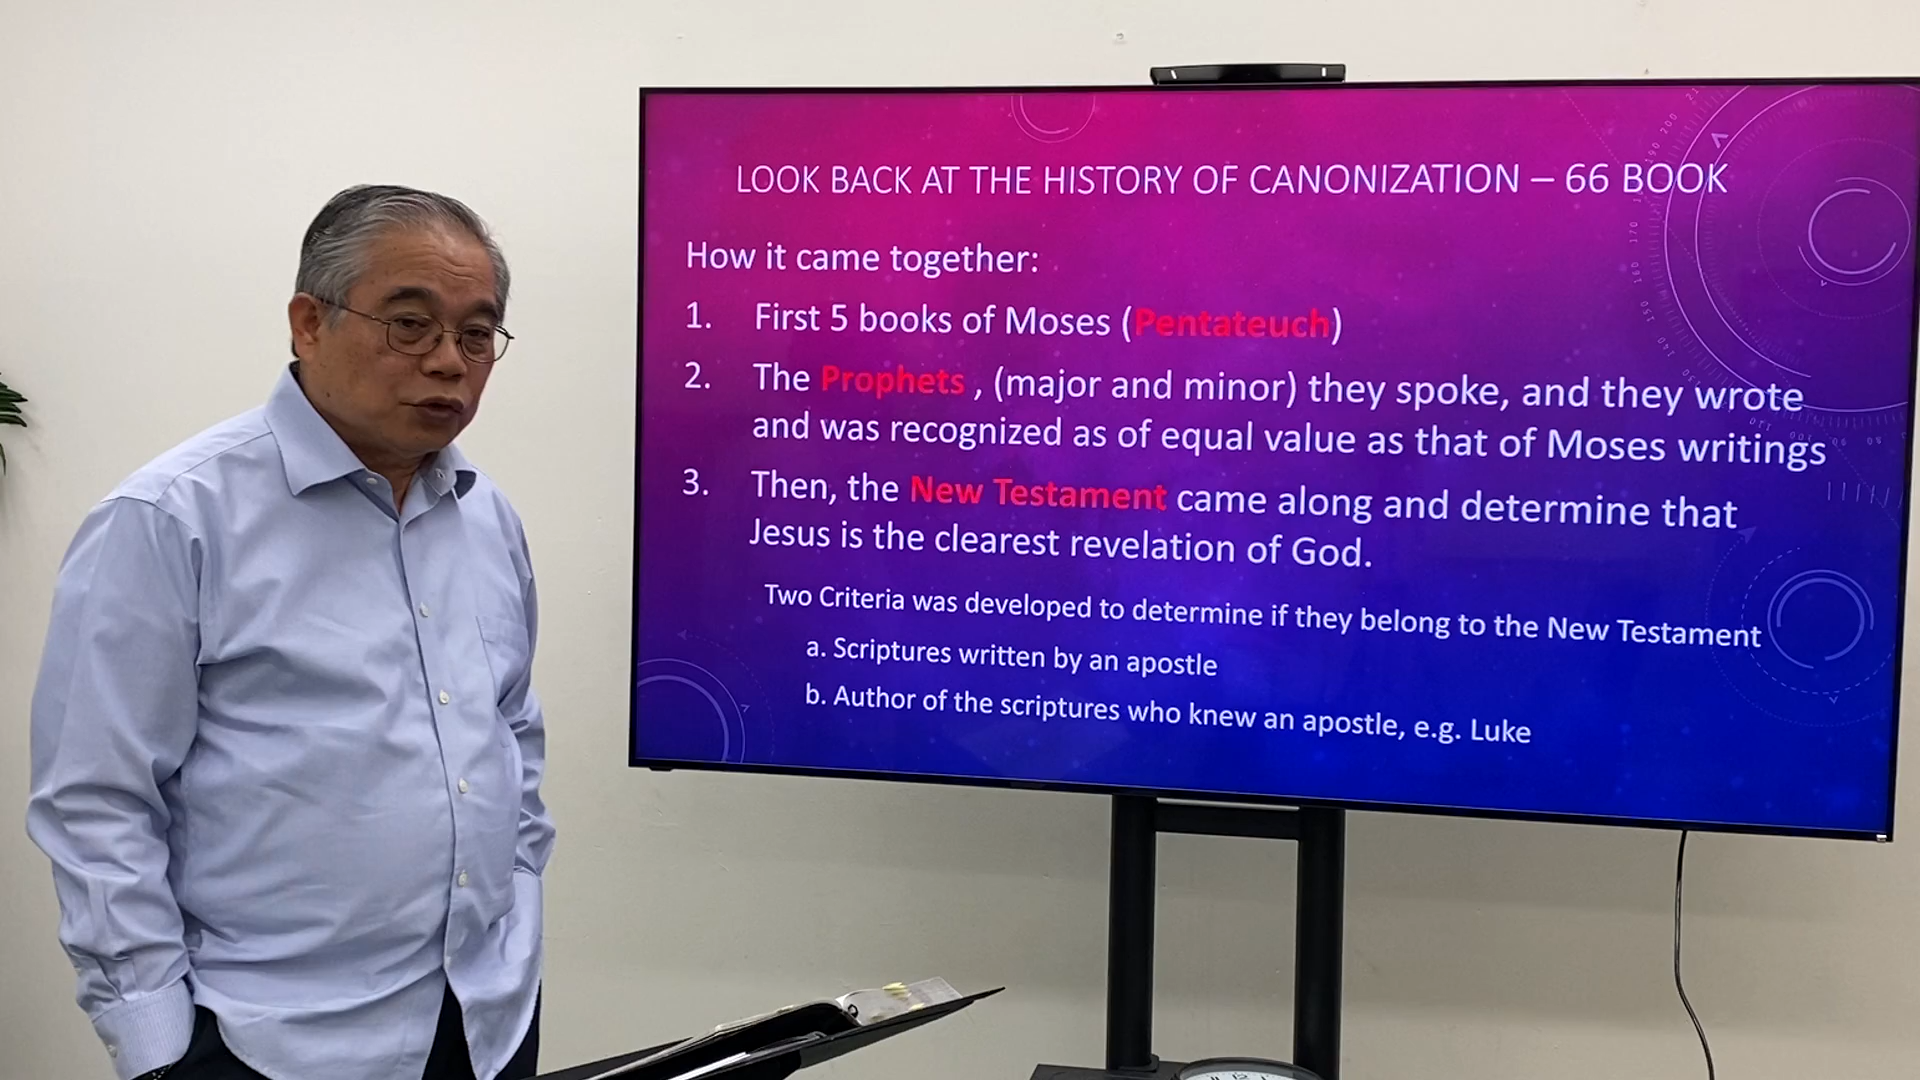 LOOK BACK AT THE HISTORY OF CANONIZATION – 66 BOOK
How it came together:
1. First 5 books of Moses (Pentateuch)
2. The Prophets , (major and minor) they spoke, and they wrote
and was recognized as of equal value as that of Moses writings
3. Then, the New Testament came along and determine that
Jesus is the clearest revelation of God.
Two Criteria was developed to determine if they belong to the New Testament
a. Scriptures written by an apostle
b. Author of the scriptures who knew an apostle, e.g. Luke